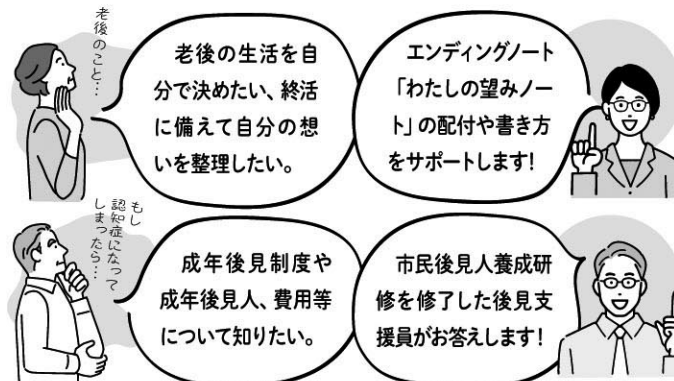 老後のこと…
老後の生活を自
分で決めたい、終活
に備えて自分の想
いを整理したい。
エンディングノート
「わたしの望みノー
ト」の配付や書き方
をサポートします!
もし
認知症になって
しまったら…
成年後見制度や
成年後見人、費用等
について知りたい。
市民後見人養成研
修を修了した後見支
援員がお答えします!